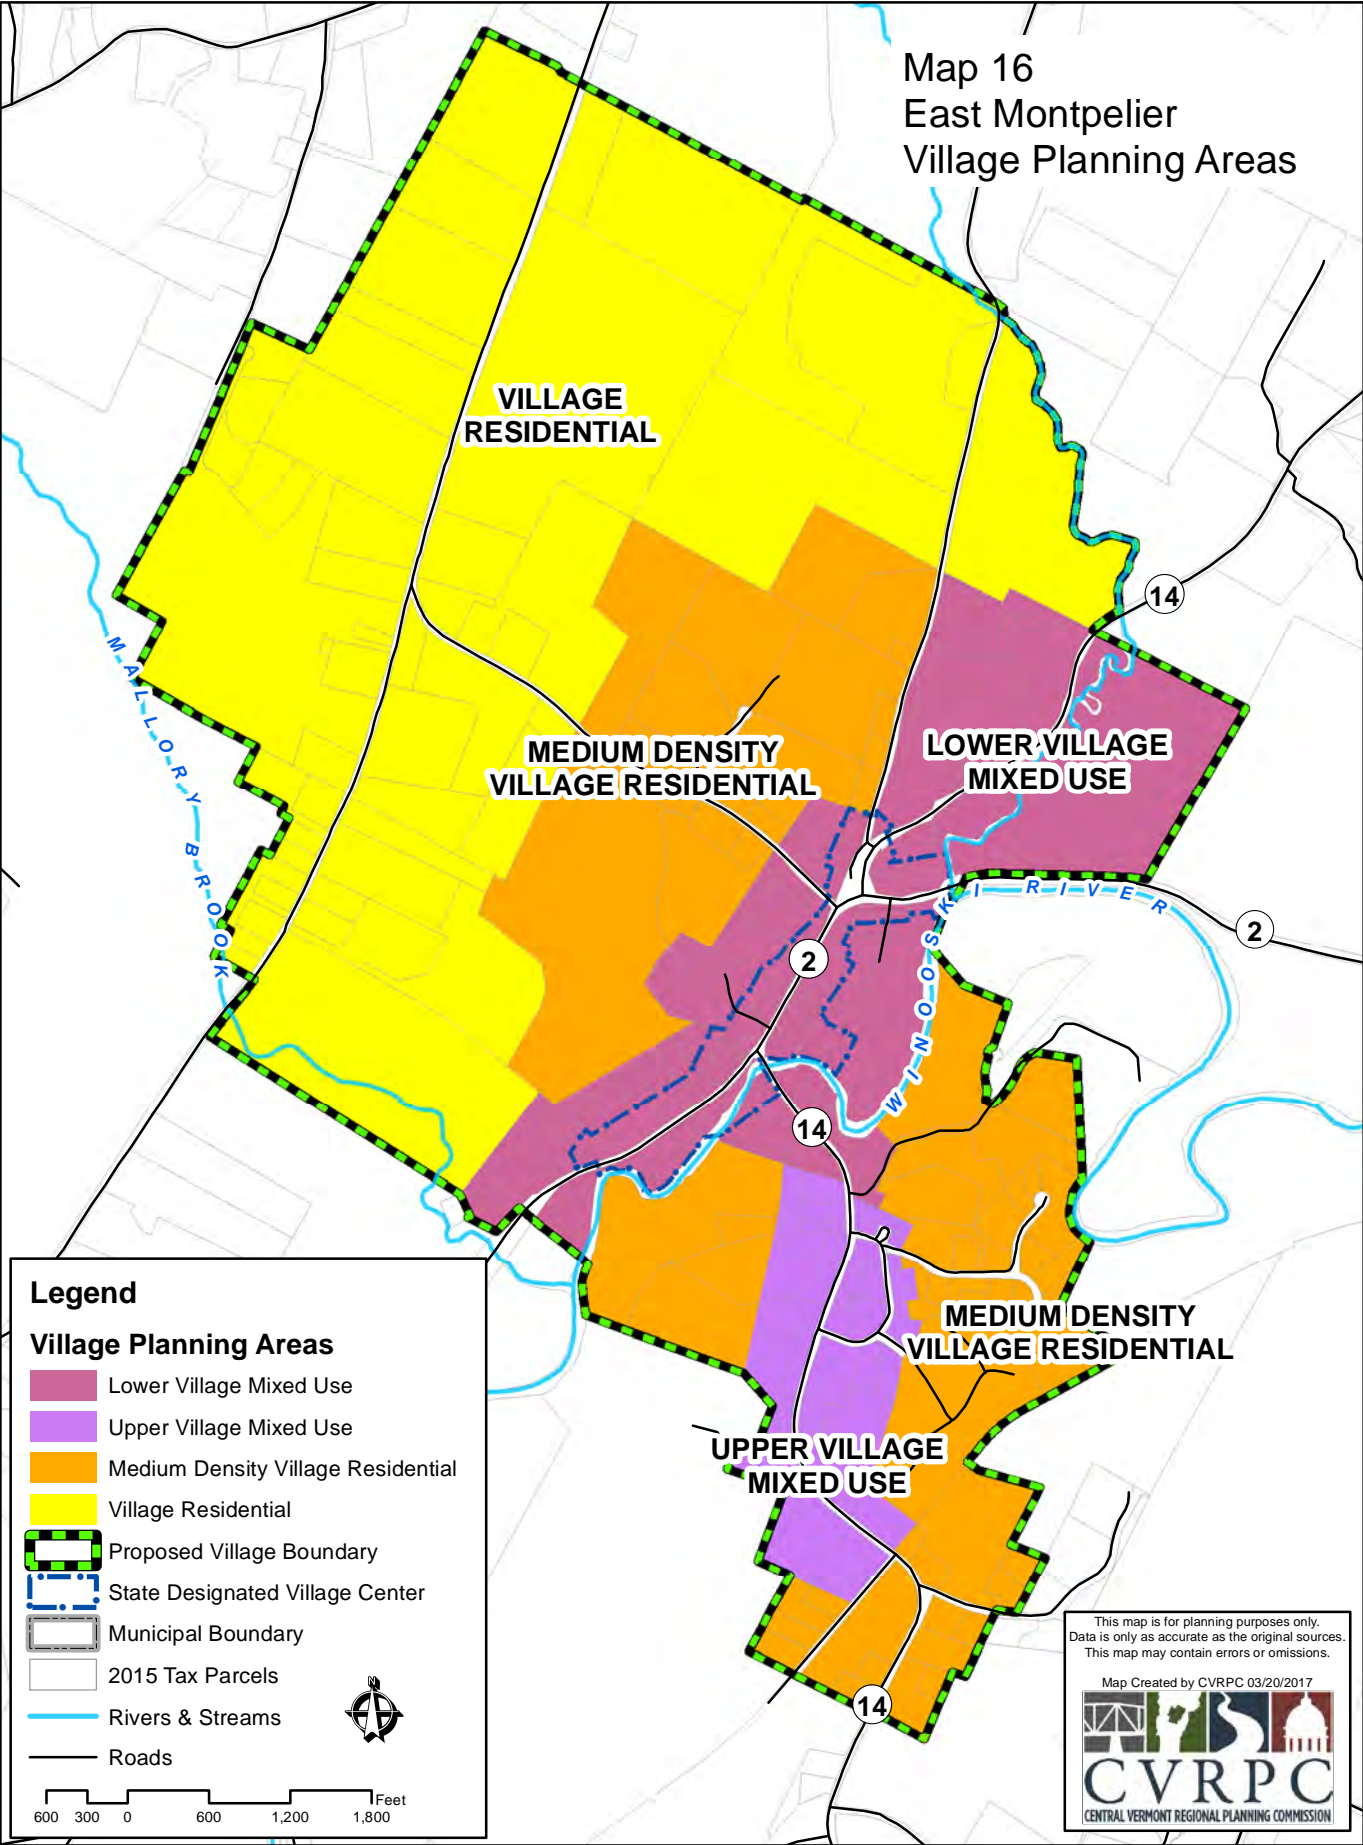 Map 16
East Montpelier
Village Planning Areas
VILLAGE
RESIDENTIAL
14
MALLORY BROOK
MEDIUM DENSITY
VILLAGE RESIDENTIAL
LOWER VILLAGE
MIXED USE
WINOOSKI RIVER
2
2
14
MEDIUM DENSITY
VILLAGE RESIDENTIAL
UPPER VILLAGE
MIXED USE
14
Legend
Village Planning Areas
Lower Village Mixed Use
Upper Village Mixed Use
Medium Density Village Residential
Village Residential
Proposed Village Boundary
State Designated Village Center
Municipal Boundary
2015 Tax Parcels
Rivers & Streams
Roads
N
Feet
600 300 0 600 1,200 1,800
This map is for planning purposes only.
Data is only as accurate as the original sources.
This map may contain errors or omissions.
Map Created by CVRPC 03/20/2017
CVRPC
CENTRAL VERMONT REGIONAL PLANNING COMMISSION